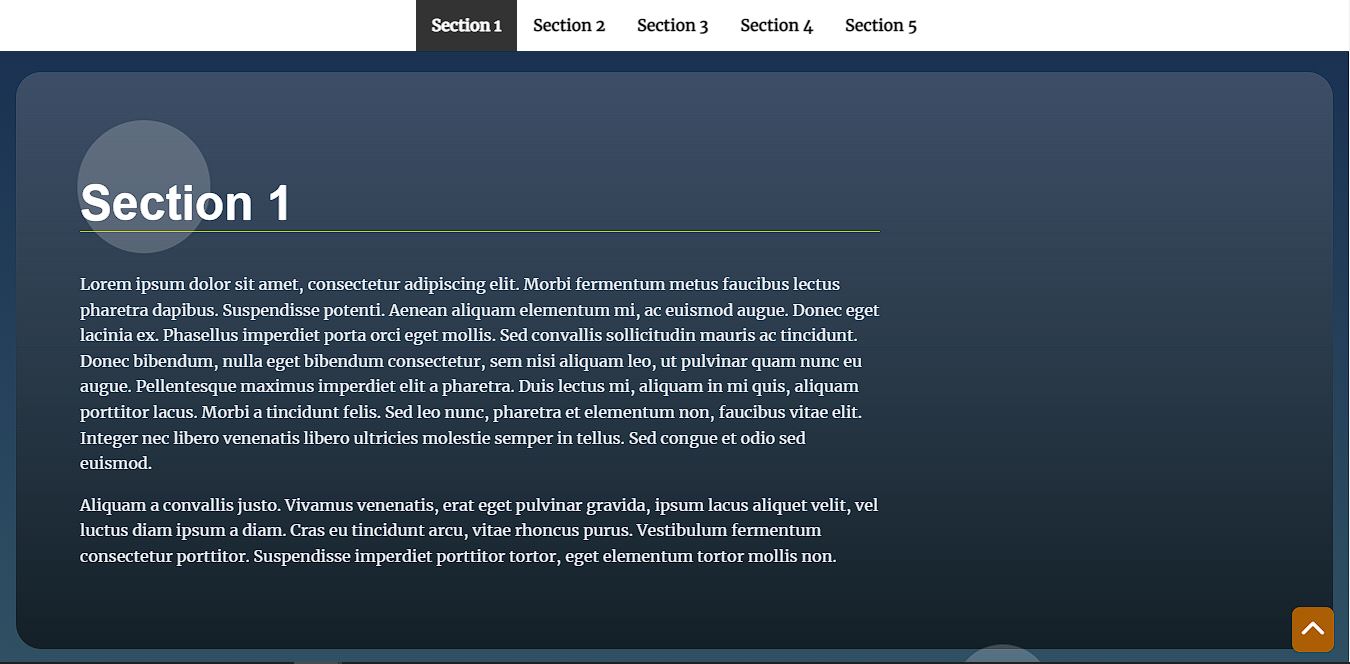 Section 1 Section 2 Section 3 Section 4 Section 5
Section 1
Lorem ipsum dolor sit amet, consectetur adipiscing elit. Morbi fermentum metus faucibus lectus
pharetra dapibus. Suspendisse potenti. Aenean aliquam elementum mi, ac euismod augue. Donec eget
lacinia ex. Phasellus imperdiet porta orci eget mollis. Sed convallis sollicitudin mauris ac tincidunt.
Donec bibendum, nulla eget bibendum consectetur, sem nisi aliquam leo, ut pulvinar quam nunc eu
augue. Pellentesque maximus imperdiet elit a pharetra. Duis lectus mi, aliquam in mi quis, aliquam
porttitor lacus. Morbi a tincidunt felis. Sed leo nunc, pharetra et elementum non, faucibus vitae elit.
Integer nec libero venenatis libero ultricies molestie semper in tellus. Sed congue et odio sed
euismod.
Aliquam a convallis justo. Vivamus venenatis, erat eget pulvinar gravida, ipsum lacus aliquet velit, vel
luctus diam ipsum a diam. Cras eu tincidunt arcu, vitae rhoncus purus. Vestibulum fermentum
consectetur porttitor. Suspendisse imperdiet porttitor tortor, eget elementum tortor mollis non.